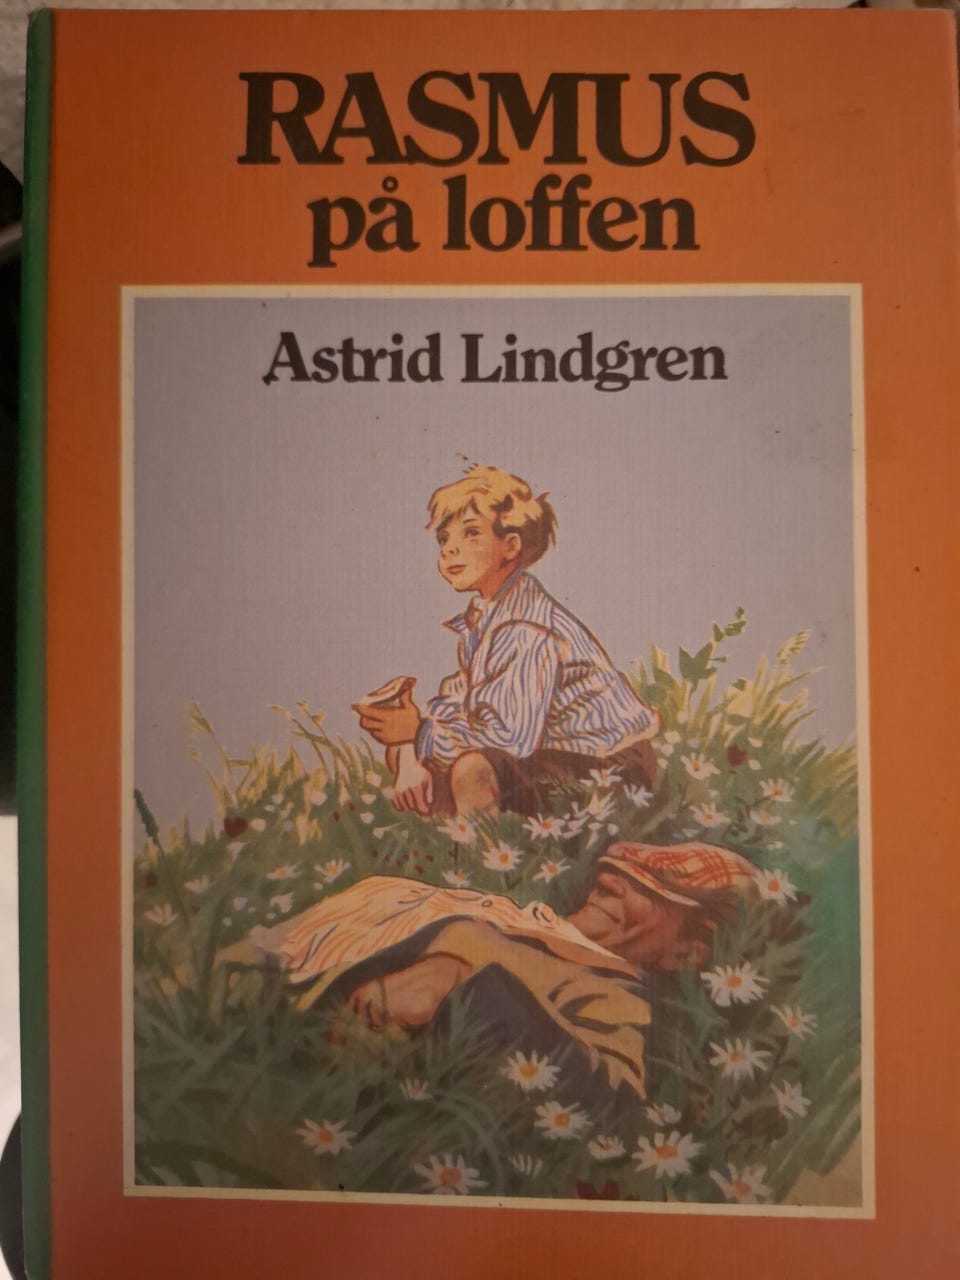 RASMUS
på loffen
Astrid Lindgren